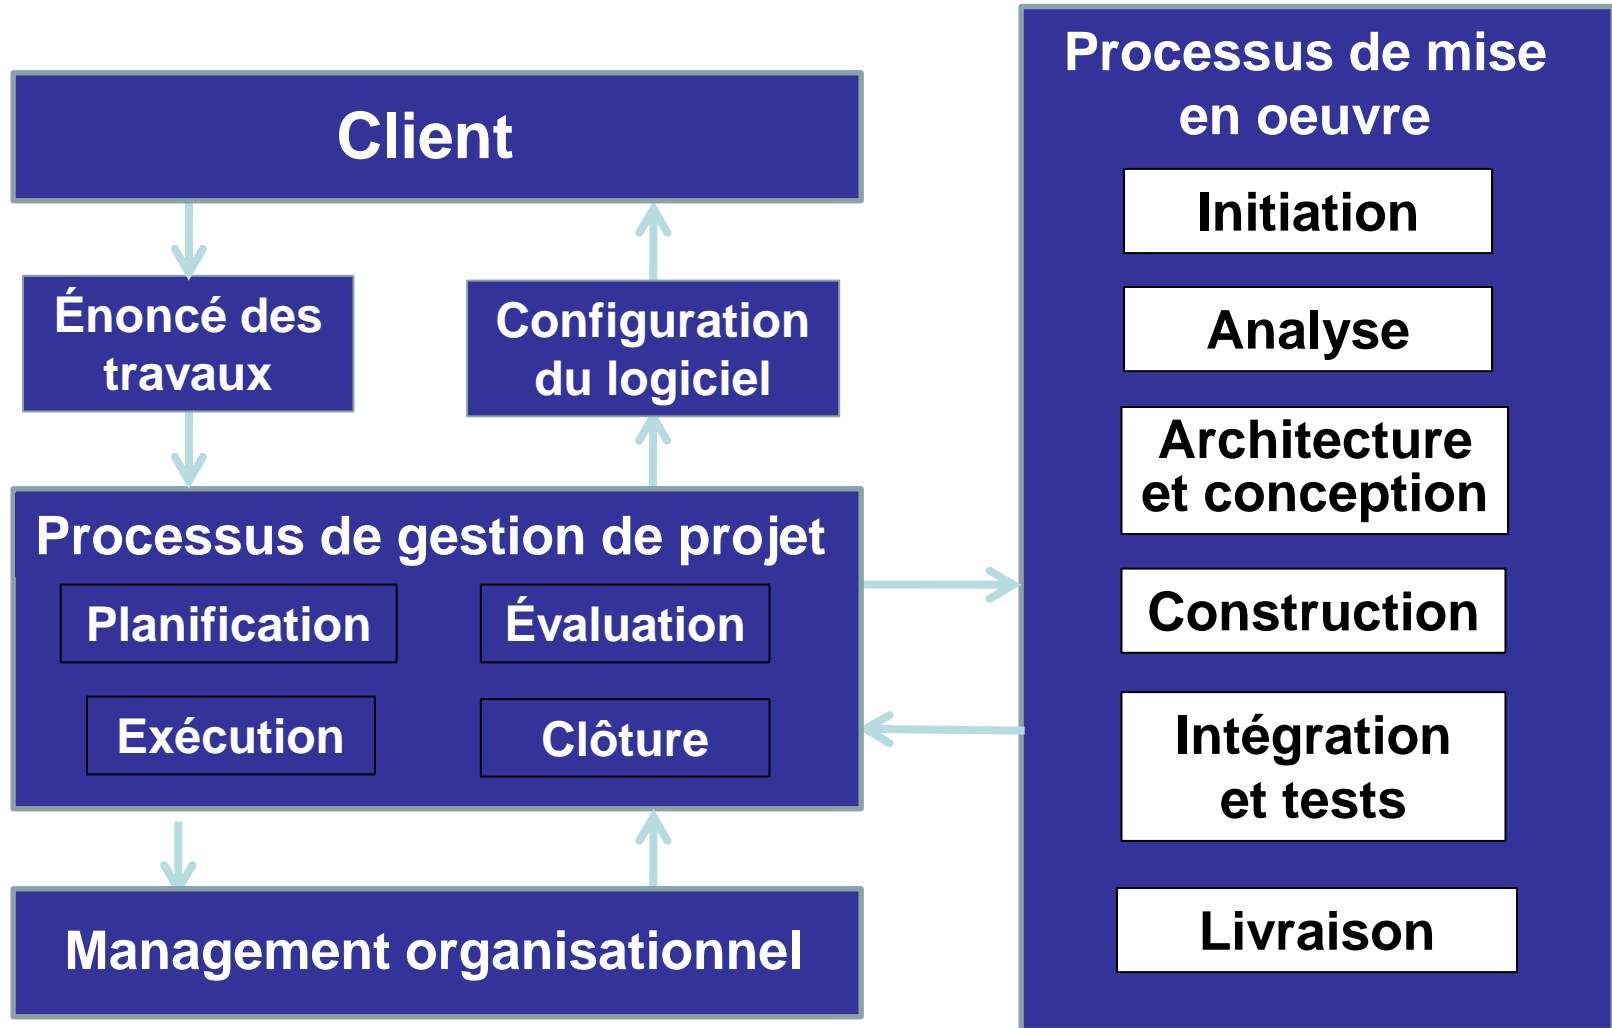 Client
Énoncé des
travaux
Configuration
du logiciel
Processus de gestion de projet
Planification
Évaluation
Exécution
Clôture
Management organisationnel
Processus de mise
en oeuvre
Initiation
Analyse
Architecture
et conception
Construction
Intégration
et tests
Livraison